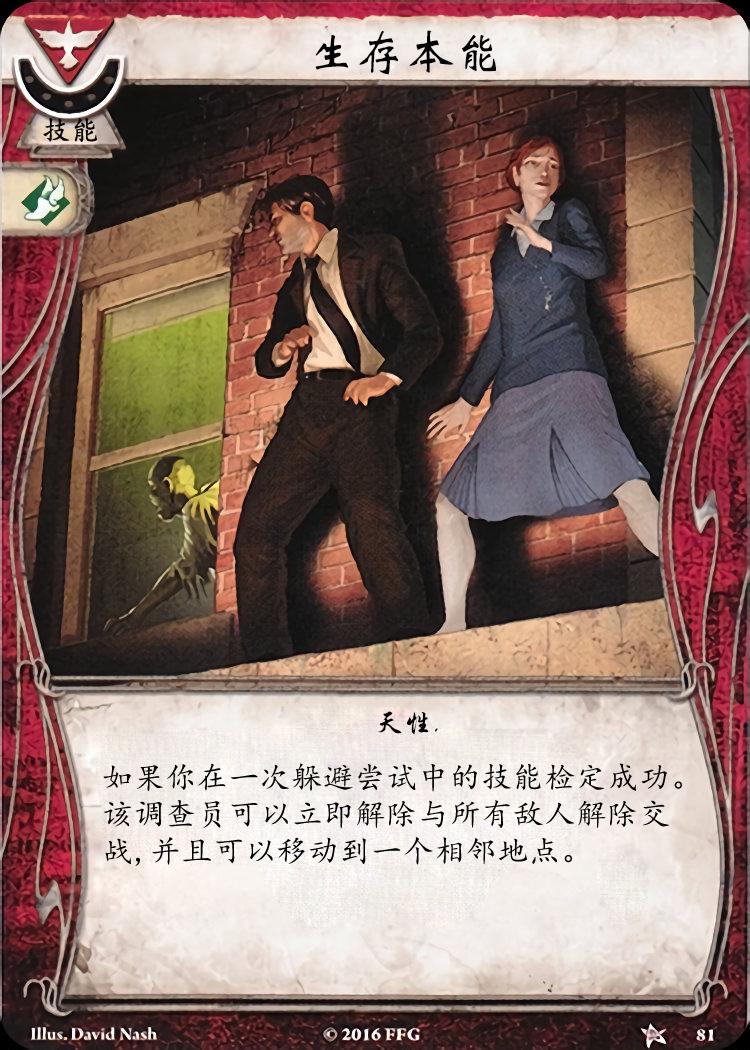 生存本能
技能
天性.
如果你在一次躲避尝试中的技能检定成功。
该调查员可以立即解除与所有敌人解除交
战,并且可以移动到一个相邻地点。
Illus. David Nash
© 2016 FFG
81